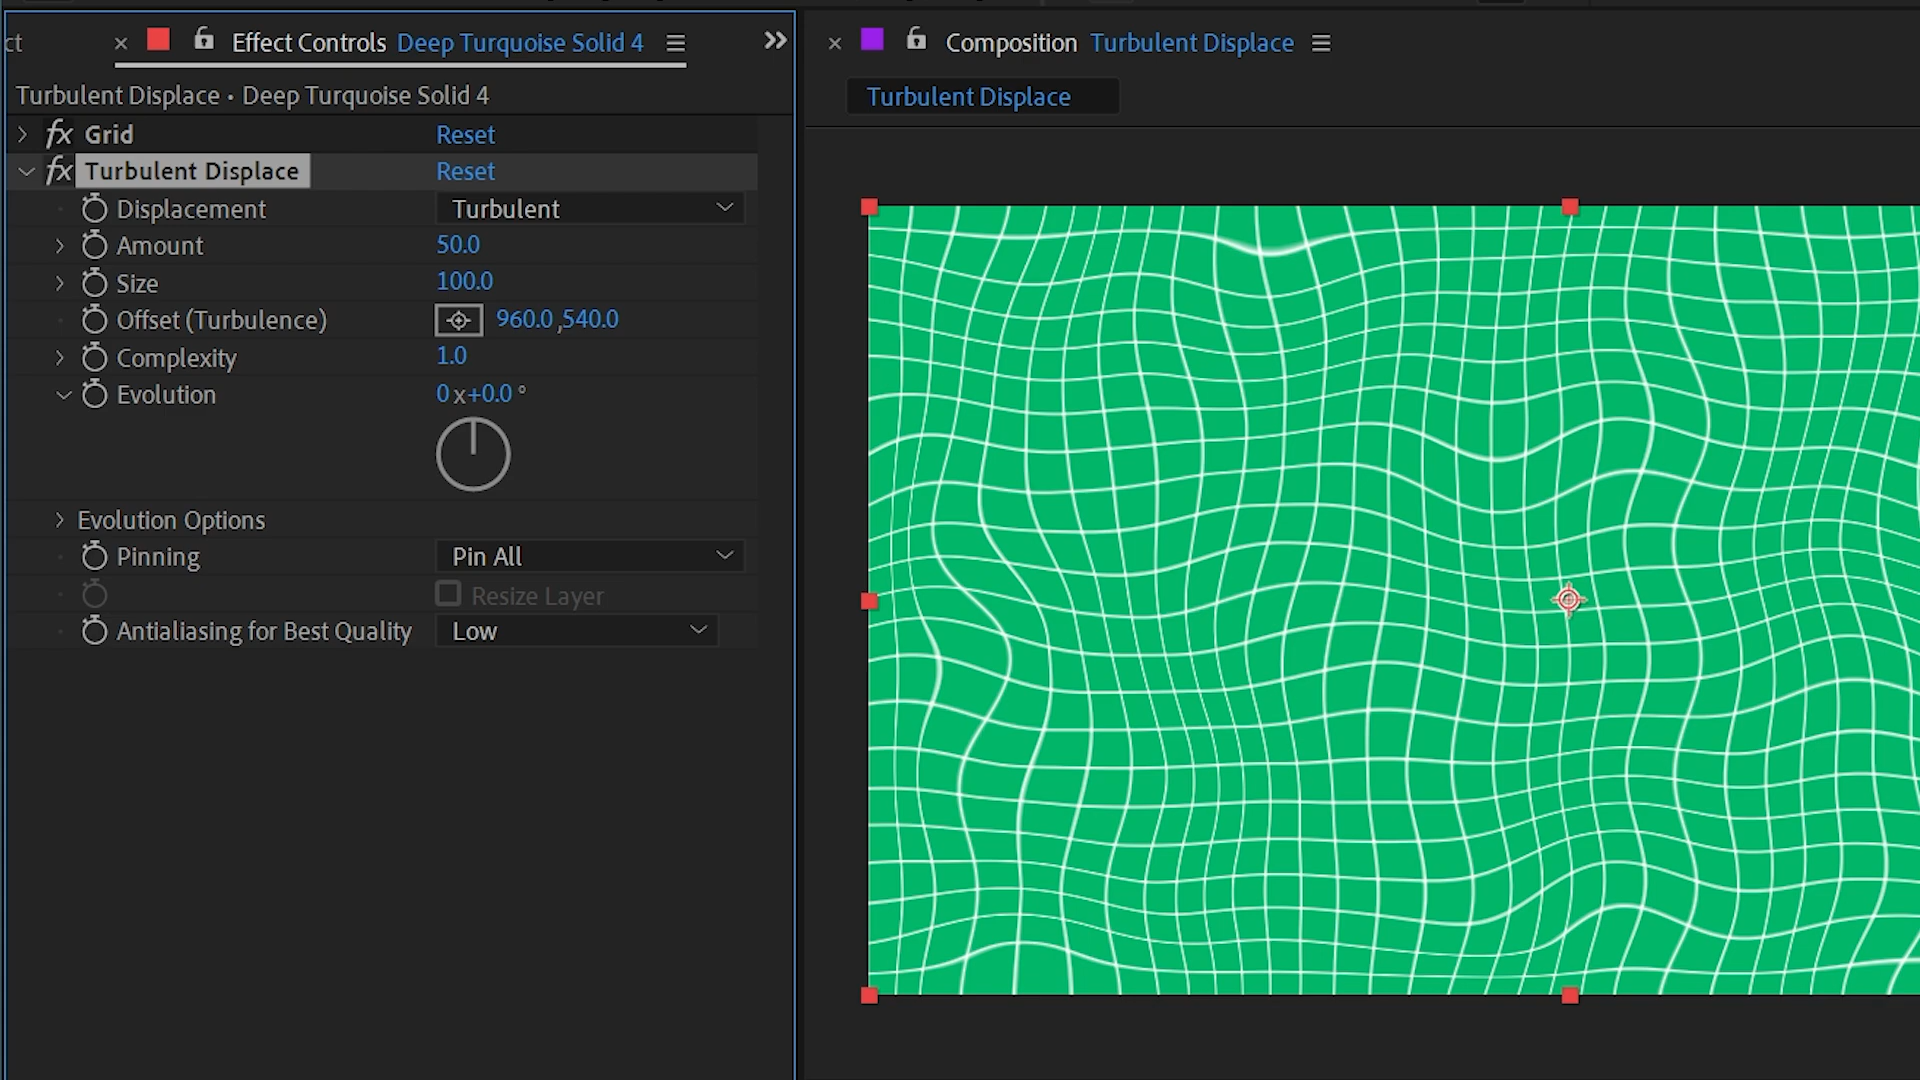 ct
Effect Controls Deep Turquoise Solid 4
Turbulent Displace • Deep Turquoise Solid 4
fx Grid Reset
fx Turbulent Displace Reset
Displacement Turbulent
Amount 50.0
Size 100.0
Offset (Turbulence) 960.0 ,540.0
Complexity 1.0
Evolution 0 x+0.0 °
Evolution Options
Pinning Pin All
Resize Layer
Antialiasing for Best Quality Low
Composition Turbulent Displace
Turbulent Displace